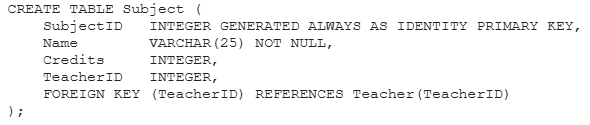 CREATE TABLE Subject (
    SubjectID   INTEGER GENERATED ALWAYS AS IDENTITY PRIMARY KEY,
    Name        VARCHAR(25) NOT NULL,
    Credits     INTEGER,
    TeacherID   INTEGER,
    FOREIGN KEY (TeacherID) REFERENCES Teacher(TeacherID)
);